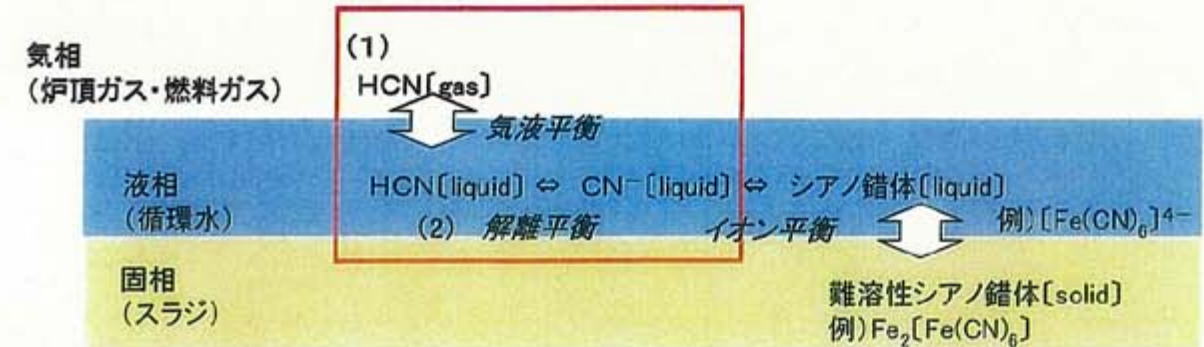 気相
(炉頂ガス・燃料ガス)
(1)
HCN[gas]
気液平衡
液相
(循環水)
HCN[liquid] ⇔ CN⁻[liquid] ⇔ シアノ錯体[liquid]
(2) 解離平衡 イオン平衡 例)[Fe(CN)₆]⁴⁻
固相
(スラジ)
難溶性シアノ錯体[solid]
例)Fe₂[Fe(CN)₆]